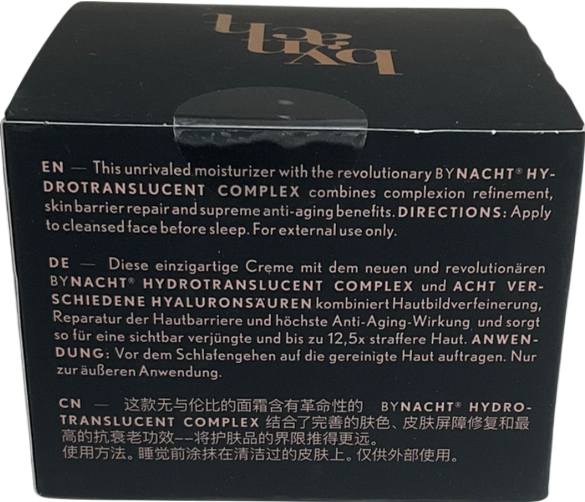 bynacht
EN — This unrivaled moisturizer with the revolutionary BYNACHT® HY-
DROTRANSLUCENT COMPLEX combines complexion refinement,
skin barrier repair and supreme anti-aging benefits. DIRECTIONS: Apply
to cleansed face before sleep. For external use only.
DE — Diese einzigartige Creme mit dem neuen und revolutionären
BYNACHT® HYDROTRANSLUCENT COMPLEX und ACHT VER-
SCHIEDENE HYALURONSÄUREN kombiniert Hautbildverfeinerung,
Reparatur der Hautbarriere und höchste Anti-Aging-Wirkung und sorgt
so für eine sichtbar verjüngte und bis zu 12,5x straffere Haut. ANWEN-
DUNG: Vor dem Schlafengehen auf die gereinigte Haut auftragen. Nur
zur äußeren Anwendung.
CN — 这款无与伦比的面霜含有革命性的 BYNACHT® HYDRO-
TRANSLUCENT COMPLEX 结合了完善的肤色、皮肤屏障修复和最
高的抗衰老功效——将护肤品的界限推得更远。
使用方法。睡觉前涂抹在清洁过的皮肤上。仅供外部使用。